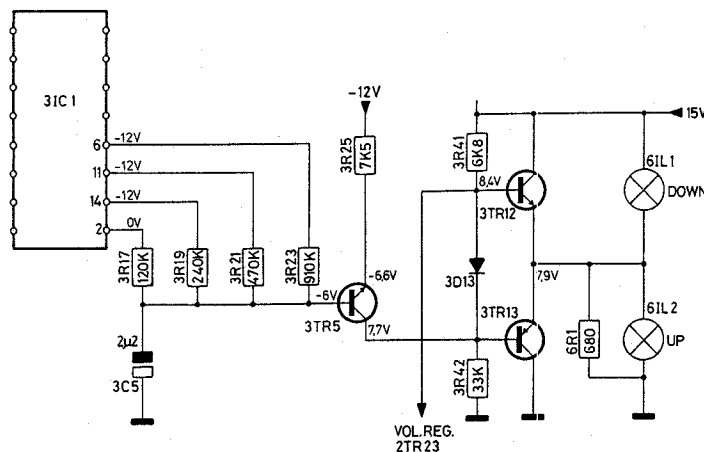 3IC1
6
-12V
11
-12V
14
-12V
2
0V
3R17
120K
3R19
240K
3R21
470K
3R23
910K
2µ2
3C5
-12V
3R25
7K5
-6V
-6,6V
3TR5
7,7V
3R41
6K8
8,4V
3TR12
3D13
3TR13
7,9V
3R42
33K
VOL.REG.
2TR23
15V
6IL1
DOWN
6R1
680
6IL2
UP